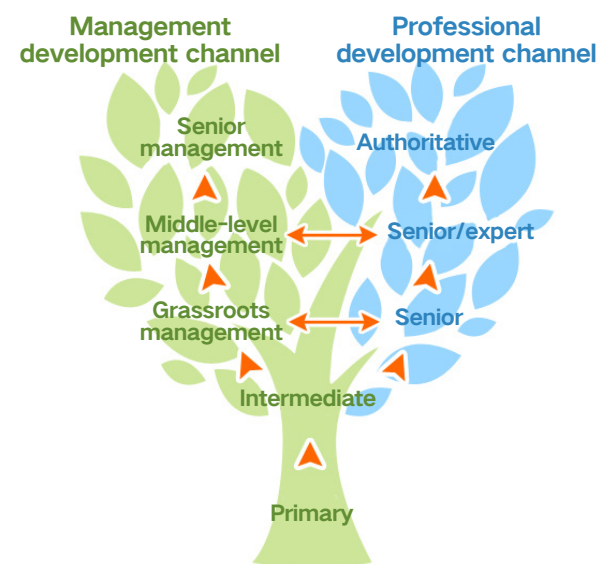 Management
development channel
Professional
development channel
Senior
management
Authoritative
Middle-level
management
Senior/expert
Grassroots
management
Senior
Intermediate
Primary